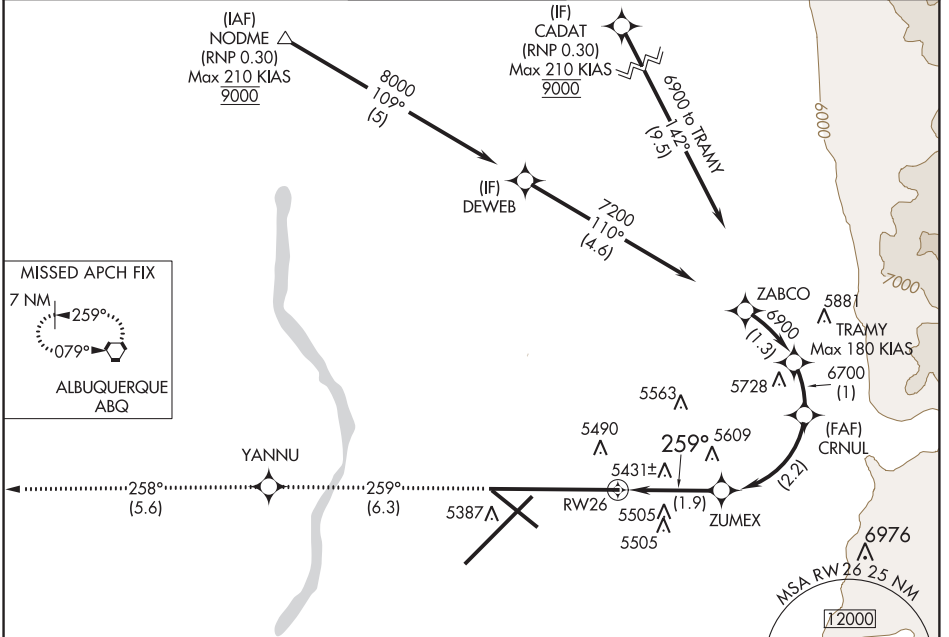 (IAF)
NODME
(RNP 0.30)
Max 210 KIAS
9000
8000
109°
(5)
(IF)
CADAT
(RNP 0.30)
Max 210 KIAS
9000
6900 to TRAMY
142°
(9.5)
6000
(IF)
DEWEB
7200
110°
(4.6)
7000
MISSED APCH FIX
7 NM
259°
079°
ALBUQUERQUE
ABQ
ZABCO
6900
(1.3)
5881
TRAMY
Max 180 KIAS
5728
6700
(1)
(FAF)
CRNUL
(2.2)
5563
5490
259°
5609
5431±
YANNU
258°
(5.6)
259°
(6.3)
5387
RW26
(1.9)
ZUMEX
5505
5505
6976
MSA RW26 25 NM
12000